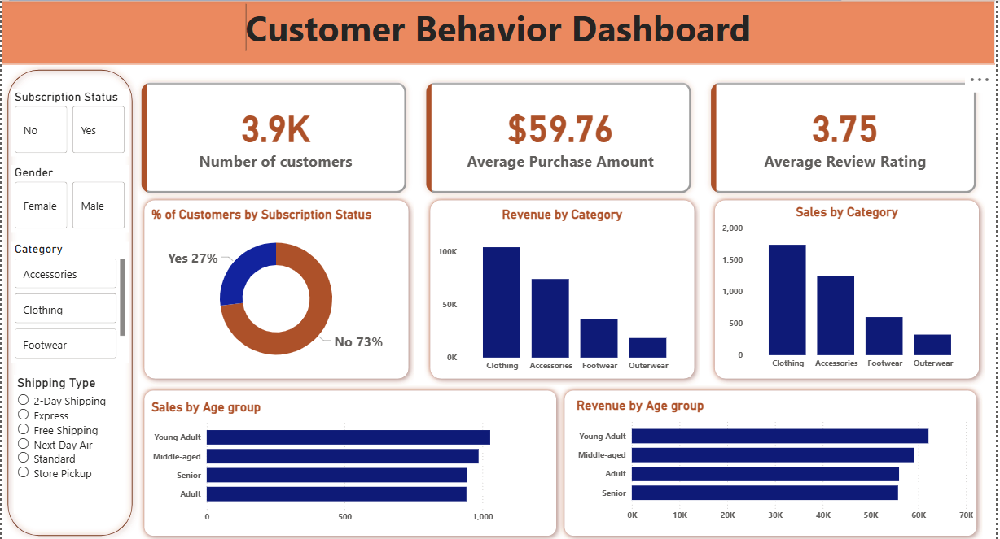 Customer Behavior Dashboard
Subscription Status
No
Yes
Gender
Female
Male
Category
Accessories
Clothing
Footwear
Shipping Type
2-Day Shipping
Express
Free Shipping
Next Day Air
Standard
Store Pickup
3.9K
Number of customers
$59.76
Average Purchase Amount
3.75
Average Review Rating
% of Customers by Subscription Status
Yes 27%
No 73%
Revenue by Category
100K
50K
0K
Clothing Accessories Footwear Outerwear
Sales by Category
2,000
1,500
1,000
500
0
Clothing Accessories Footwear Outerwear
Sales by Age group
Young Adult
Middle-aged
Senior
Adult
0 500 1,000
Revenue by Age group
Young Adult
Middle-aged
Adult
Senior
0K 10K 20K 30K 40K 50K 60K 70K